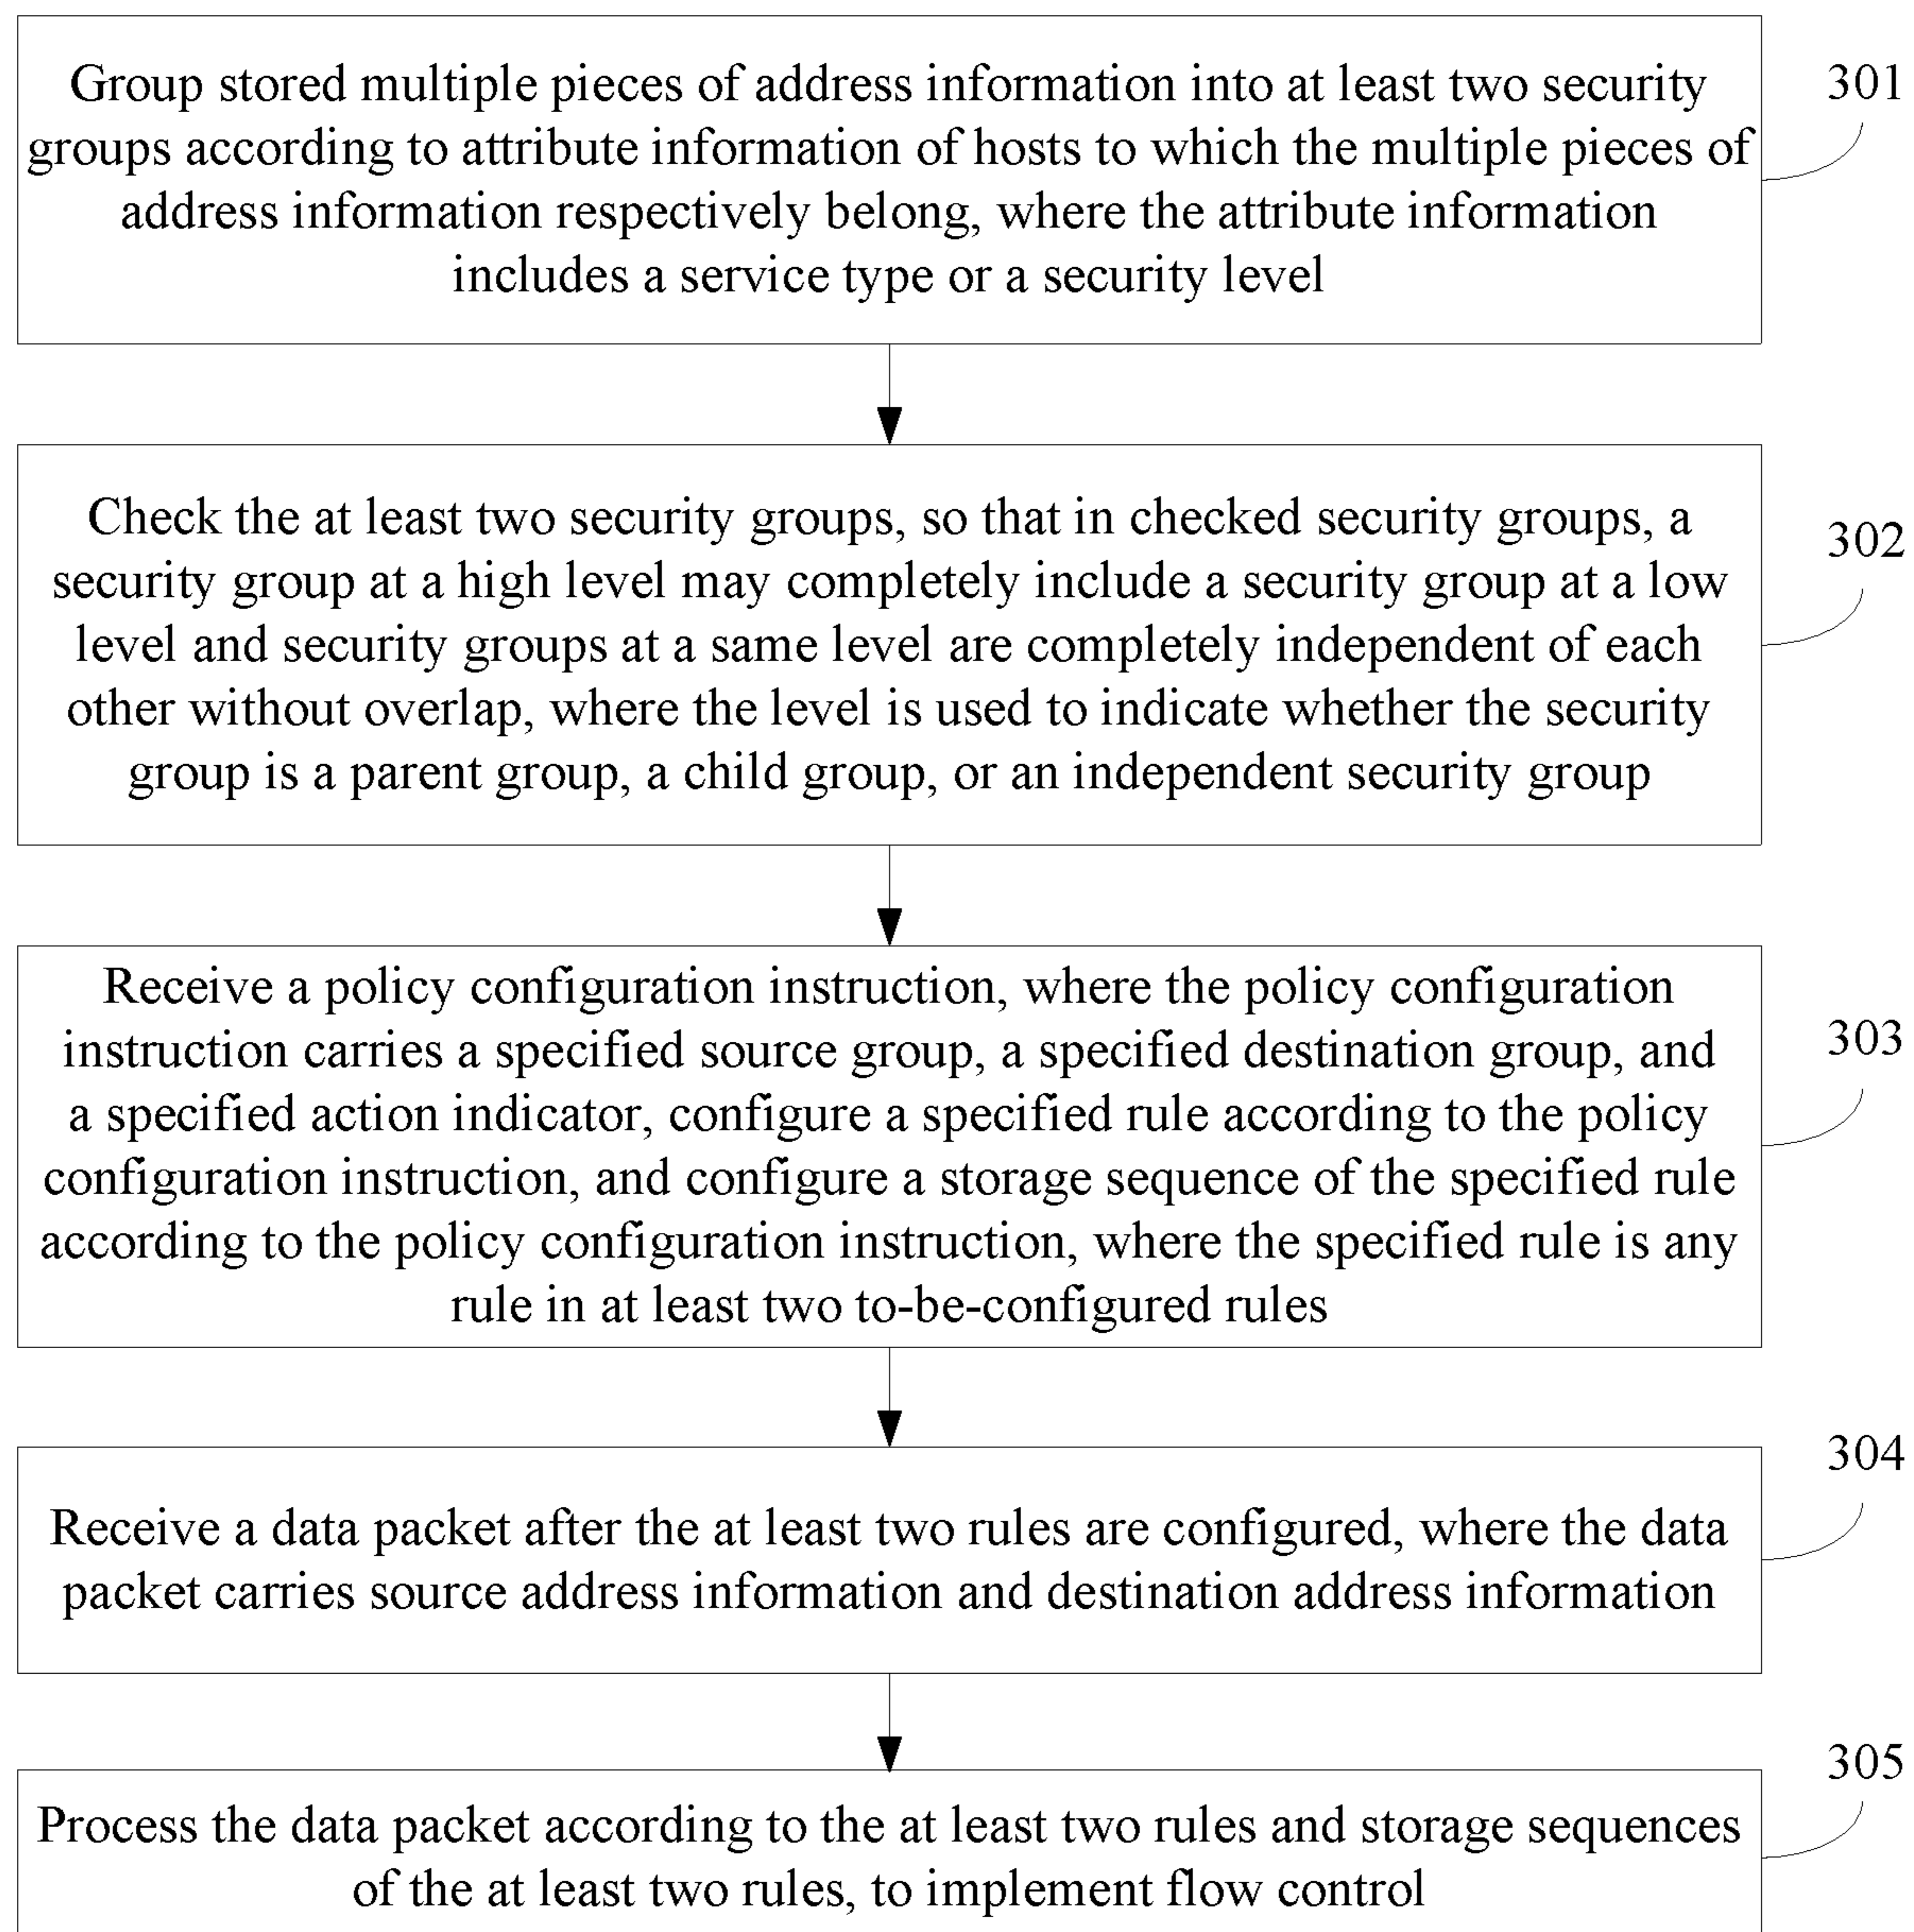 Group stored multiple pieces of address information into at least two security
groups according to attribute information of hosts to which the multiple pieces of
address information respectively belong, where the attribute information
includes a service type or a security level
301
Check the at least two security groups, so that in checked security groups, a
security group at a high level may completely include a security group at a low
level and security groups at a same level are completely independent of each
other without overlap, where the level is used to indicate whether the security
group is a parent group, a child group, or an independent security group
302
Receive a policy configuration instruction, where the policy configuration
instruction carries a specified source group, a specified destination group, and
a specified action indicator, configure a specified rule according to the policy
configuration instruction, and configure a storage sequence of the specified rule
according to the policy configuration instruction, where the specified rule is any
rule in at least two to-be-configured rules
303
Receive a data packet after the at least two rules are configured, where the data
packet carries source address information and destination address information
304
Process the data packet according to the at least two rules and storage sequences
of the at least two rules, to implement flow control
305